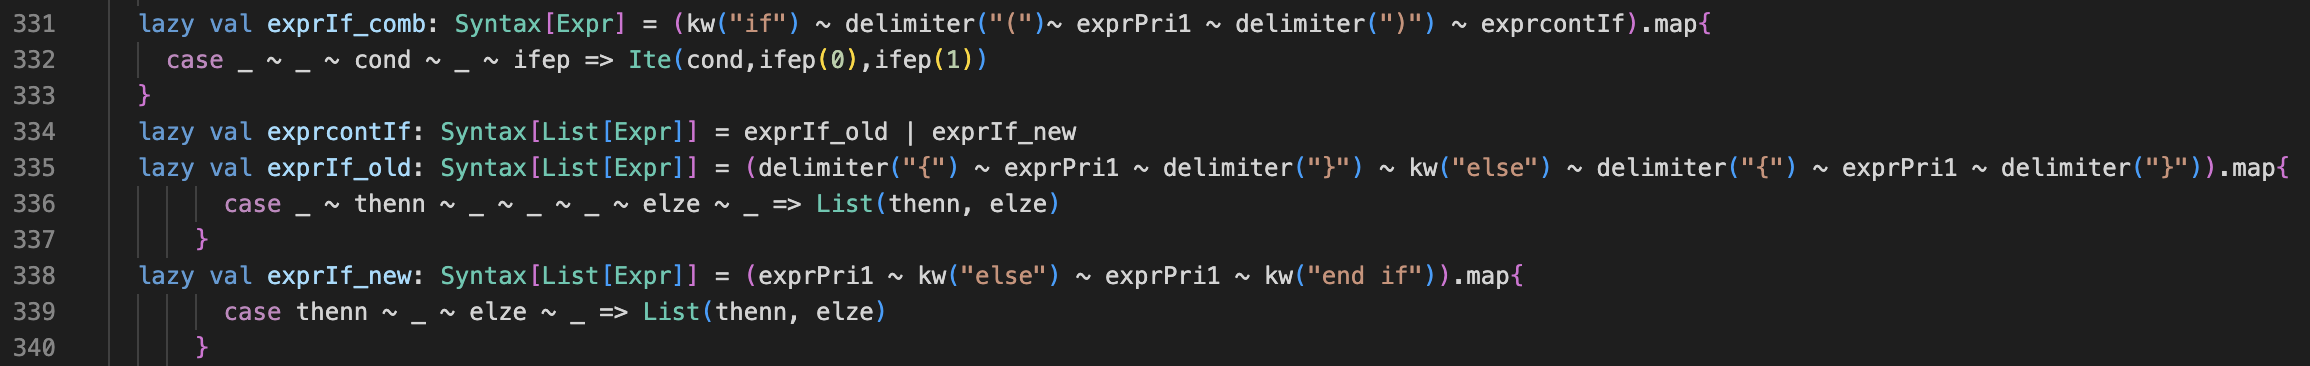 331 lazy val exprIf_comb: Syntax[Expr] = (kw("if") ~ delimiter("(")~ exprPri1 ~ delimiter(")") ~ exprcontIf).map{
332 case _ ~ _ ~ cond ~ _ ~ ifep => Ite(cond,ifep(0),ifep(1))
333 }
334 lazy val exprcontIf: Syntax[List[Expr]] = exprIf_old | exprIf_new
335 lazy val exprIf_old: Syntax[List[Expr]] = (delimiter("{") ~ exprPri1 ~ delimiter("}") ~ kw("else") ~ delimiter("{") ~ exprPri1 ~ delimiter("}")).map{
336 case _ ~ thenn ~ _ ~ _ ~ _ ~ elze ~ _ => List(thenn, elze)
337 }
338 lazy val exprIf_new: Syntax[List[Expr]] = (exprPri1 ~ kw("else") ~ exprPri1 ~ kw("end if")).map{
339 case thenn ~ _ ~ elze ~ _ => List(thenn, elze)
340 }